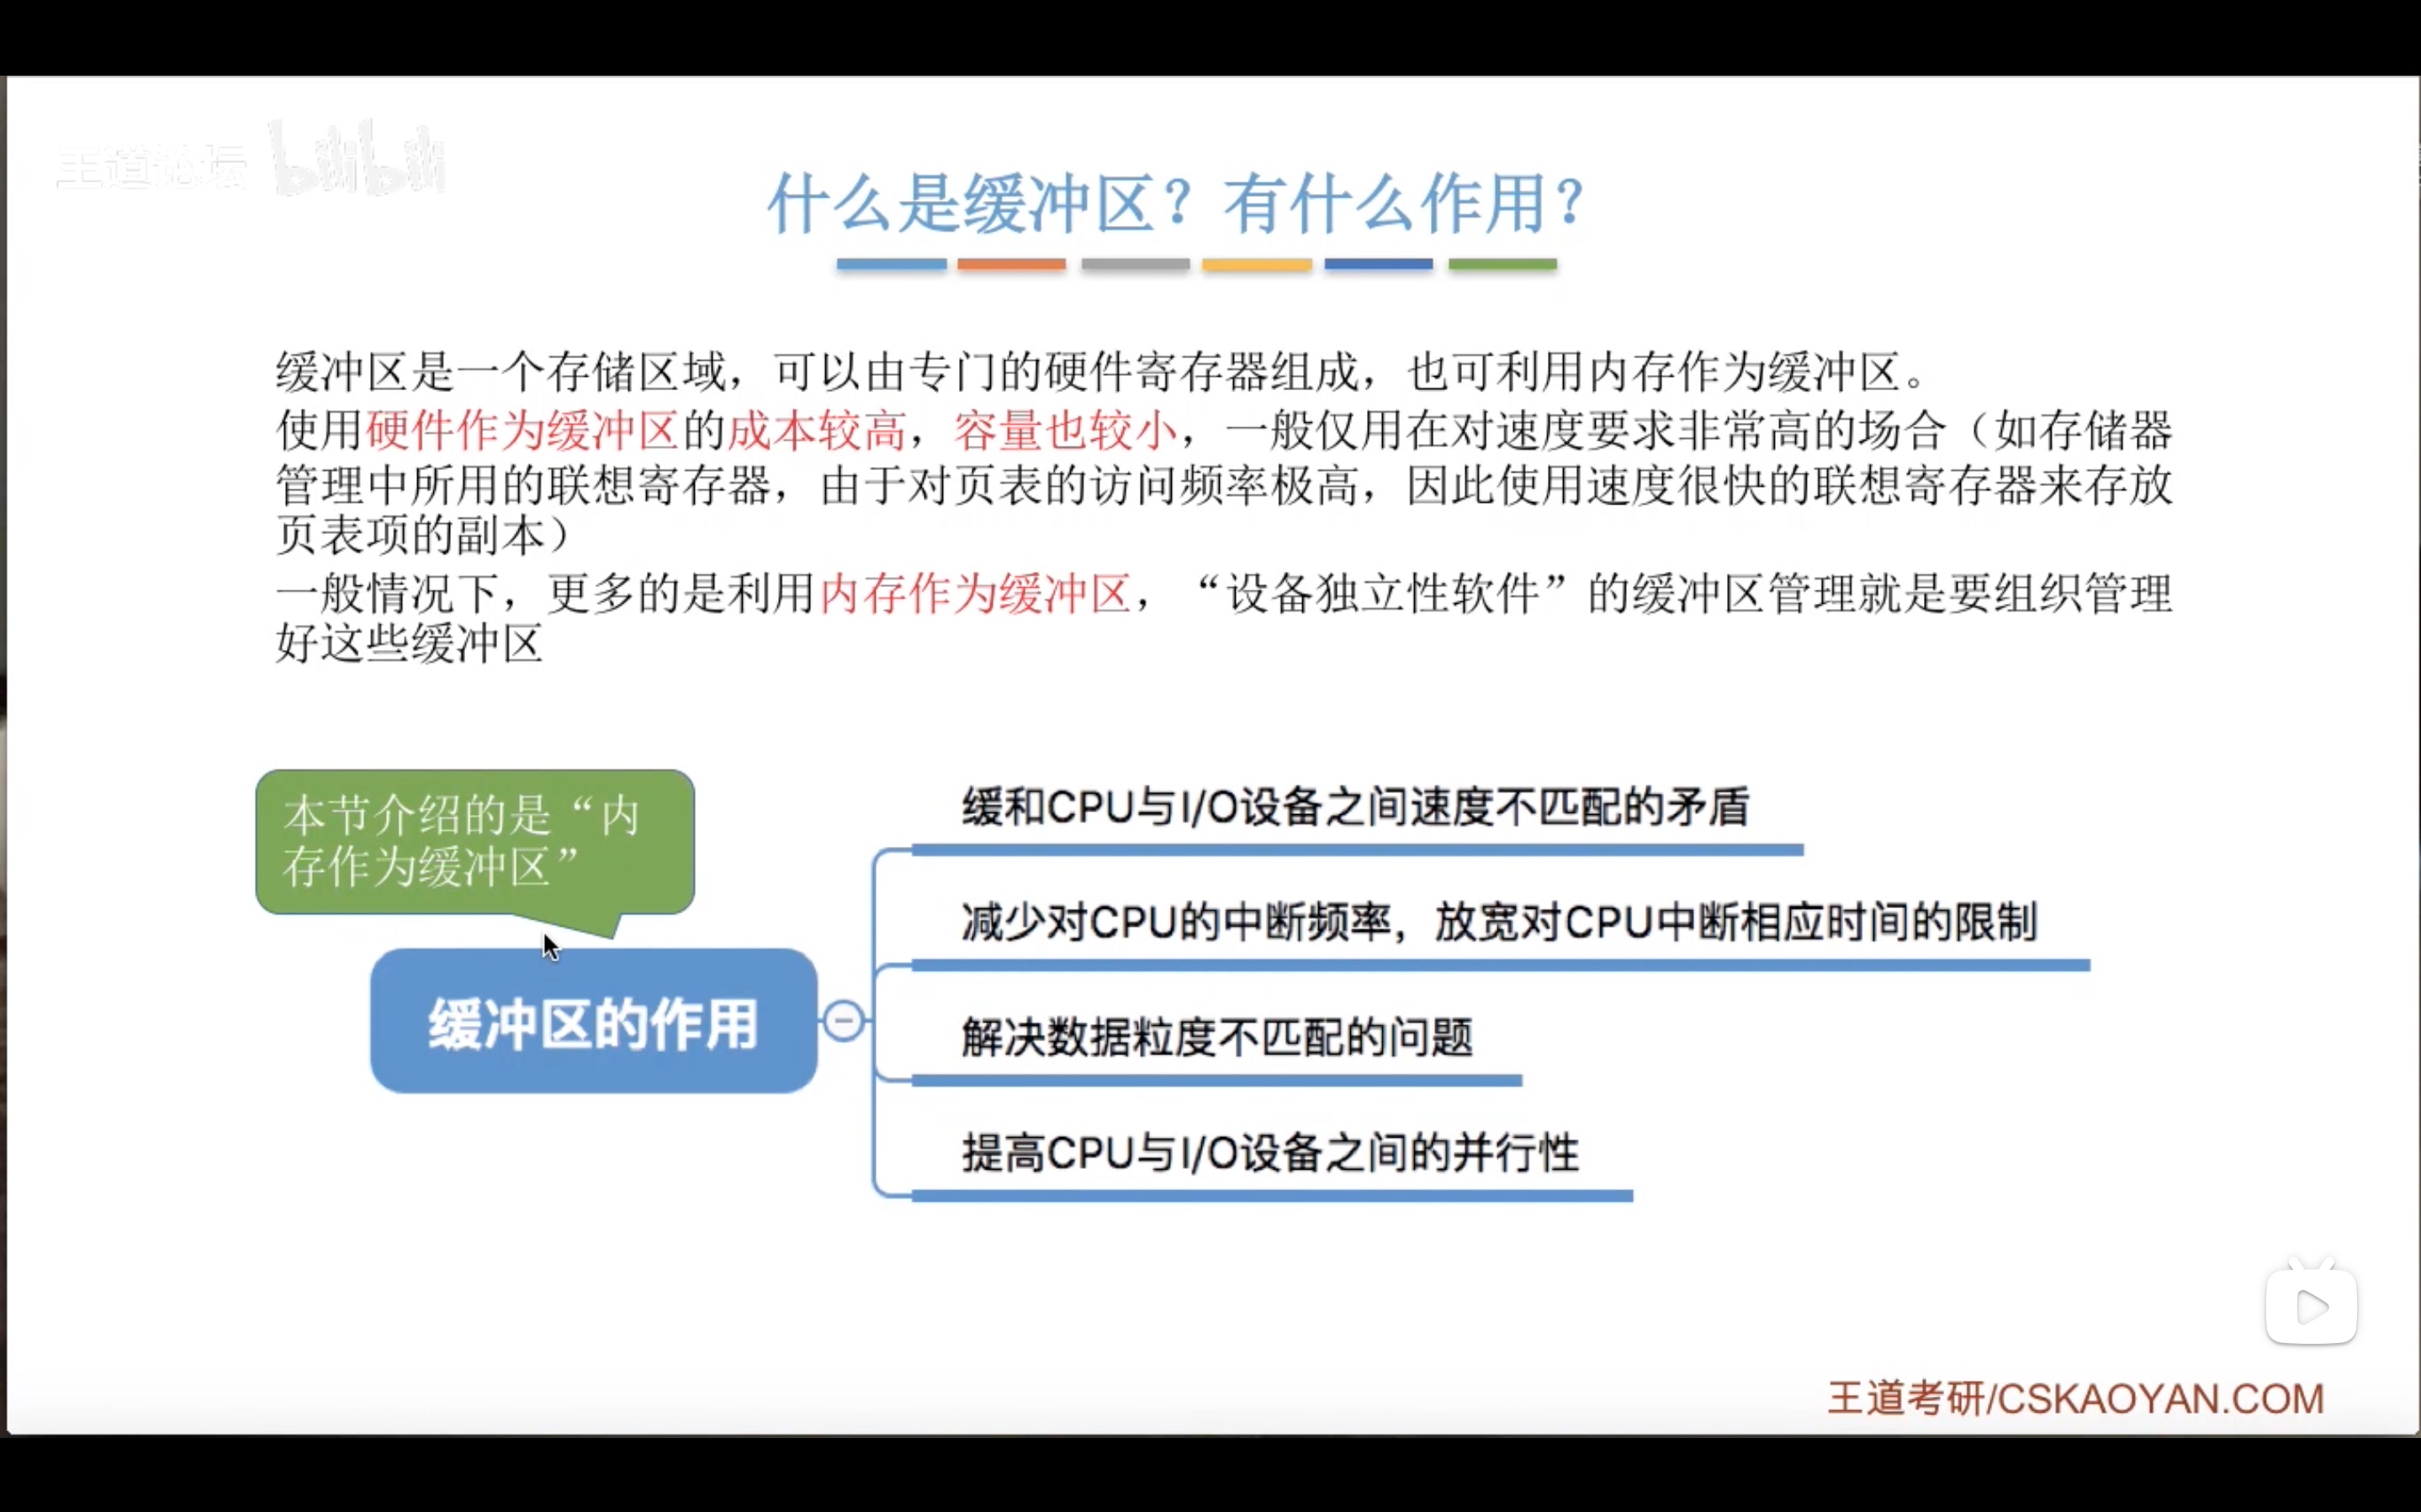 王道论坛 bilibili
什么是缓冲区？有什么作用？
缓冲区是一个存储区域，可以由专门的硬件寄存器组成，也可利用内存作为缓冲区。
使用硬件作为缓冲区的成本较高，容量也较小，一般仅用在对速度要求非常高的场合（如存储器
管理中所用的联想寄存器，由于对页表的访问频率极高，因此使用速度很快的联想寄存器来存放
页表项的副本）
一般情况下，更多的是利用内存作为缓冲区，“设备独立性软件”的缓冲区管理就是要组织管理
好这些缓冲区
本节介绍的是“内
存作为缓冲区”
缓冲区的作用
缓和CPU与I/O设备之间速度不匹配的矛盾
减少对CPU的中断频率，放宽对CPU中断相应时间的限制
解决数据粒度不匹配的问题
提高CPU与I/O设备之间的并行性
王道考研/CSKAOYAN.COM